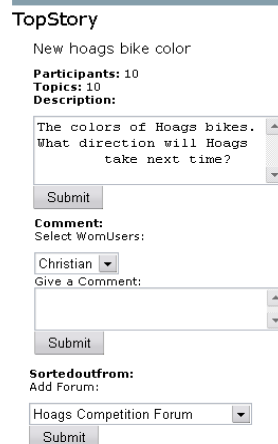 TopStory
New hoags bike color
Participants: 10
Topics: 10
Description:
The colors of Hoags bikes.
What direction will Hoags
take next time?
Submit
Comment:
Select WomUsers:
Christian
Give a Comment:
Submit
Sortedoutfrom:
Add Forum:
Hoags Competition Forum
Submit